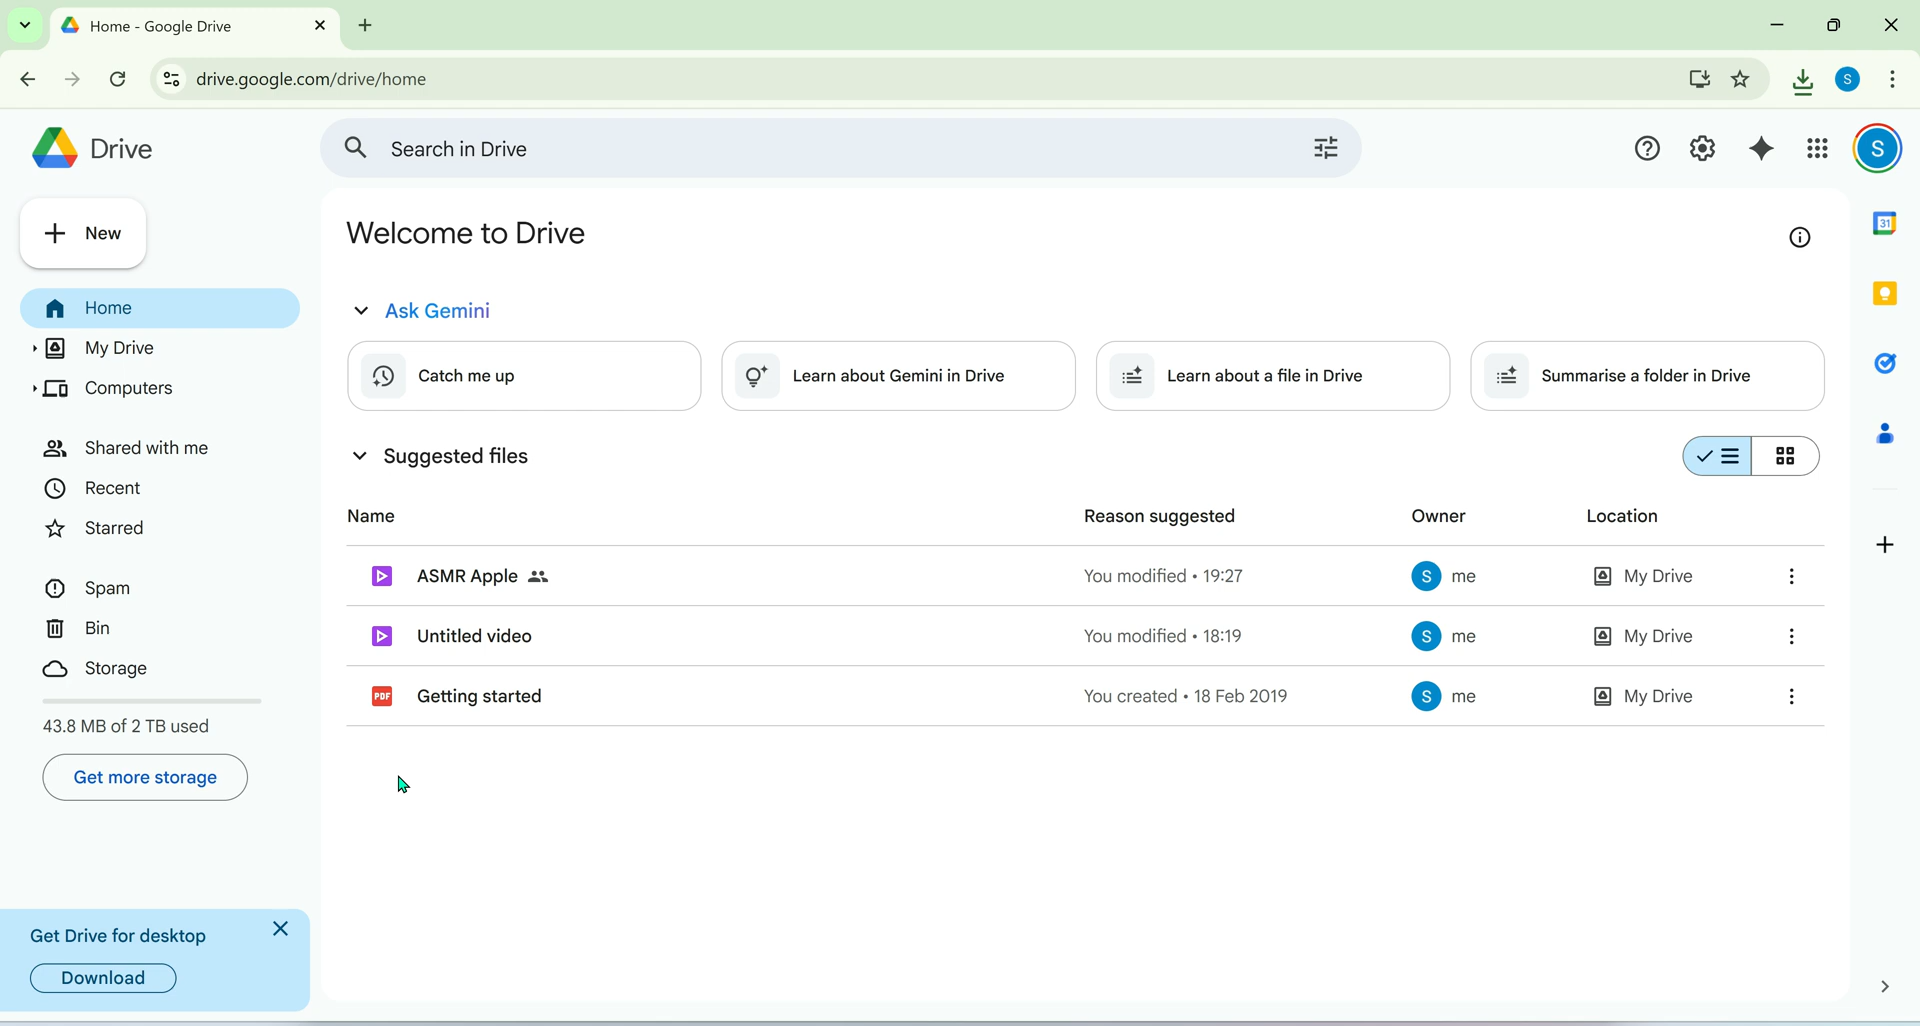 Home - Google Drive
drive.google.com/drive/home
S
Drive
Search in Drive
S
New
Welcome to Drive
31
Home
My Drive
Computers
Ask Gemini
Catch me up
Learn about Gemini in Drive
Learn about a file in Drive
Summarise a folder in Drive
Shared with me
Recent
Starred
Suggested files
Name Reason suggested Owner Location
ASMR Apple You modified • 19:27 S me My Drive
Untitled video You modified • 18:19 S me My Drive
PDF Getting started You created • 18 Feb 2019 S me My Drive
Spam
Bin
Storage
43.8 MB of 2 TB used
Get more storage
Get Drive for desktop
Download